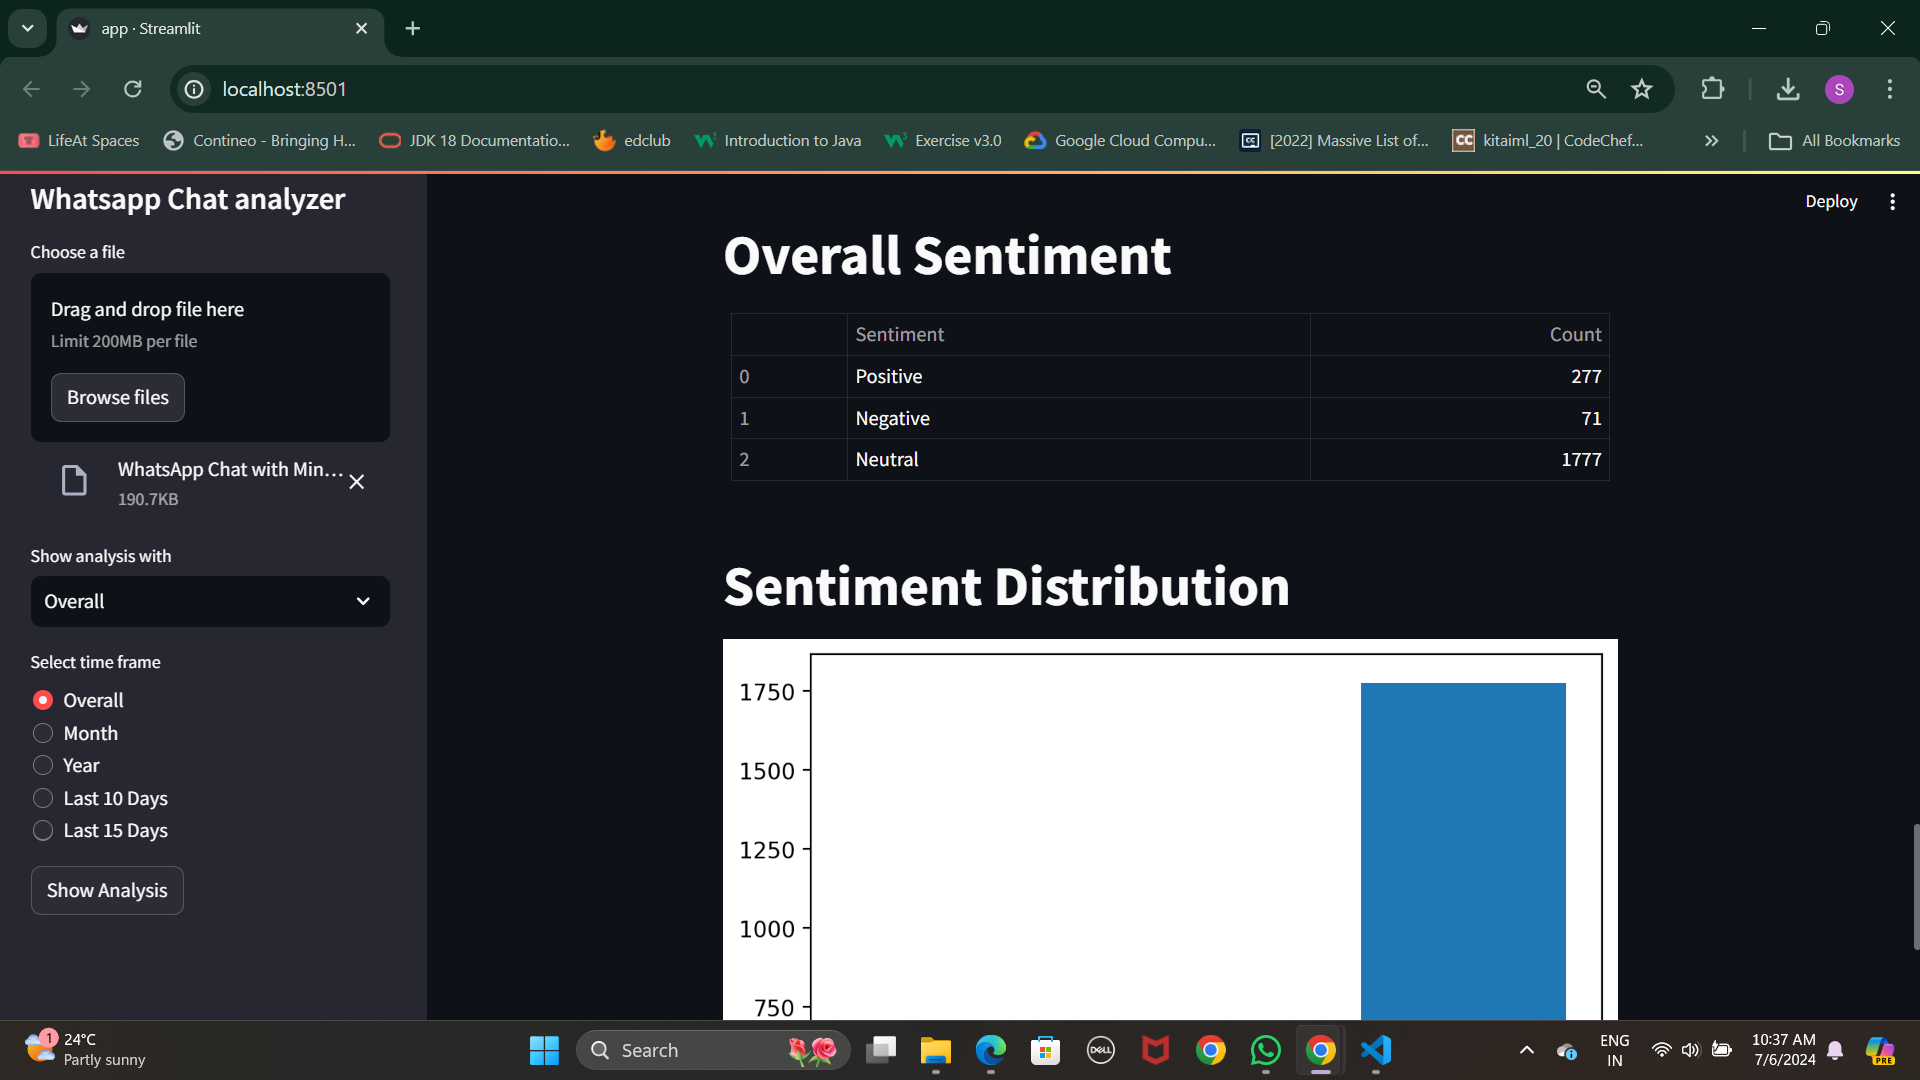 app · Streamlit
localhost:8501
LifeAt Spaces
Contineo - Bringing H...
JDK 18 Documentatio...
edclub
Introduction to Java
Exercise v3.0
Google Cloud Compu...
[2022] Massive List of...
CC kitaiml_20 | CodeChef...
All Bookmarks
S
Whatsapp Chat analyzer
Choose a file
Drag and drop file here
Limit 200MB per file
Browse files
WhatsApp Chat with Min...
190.7KB
Show analysis with
Overall
Select time frame
Overall
Month
Year
Last 10 Days
Last 15 Days
Show Analysis
Deploy
Overall Sentiment
Sentiment Count
0 Positive 277
1 Negative 71
2 Neutral 1777
Sentiment Distribution
1750
1500
1250
1000
750
1
24°C
Partly sunny
Search
DELL
ENG
IN
10:37 AM
7/6/2024
PRE